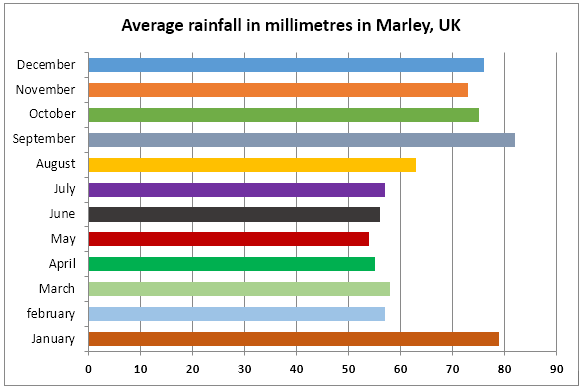 Average rainfall in millimetres in Marley, UK
December
November
October
September
August
July
June
May
April
March
february
January
0 10 20 30 40 50 60 70 80 90